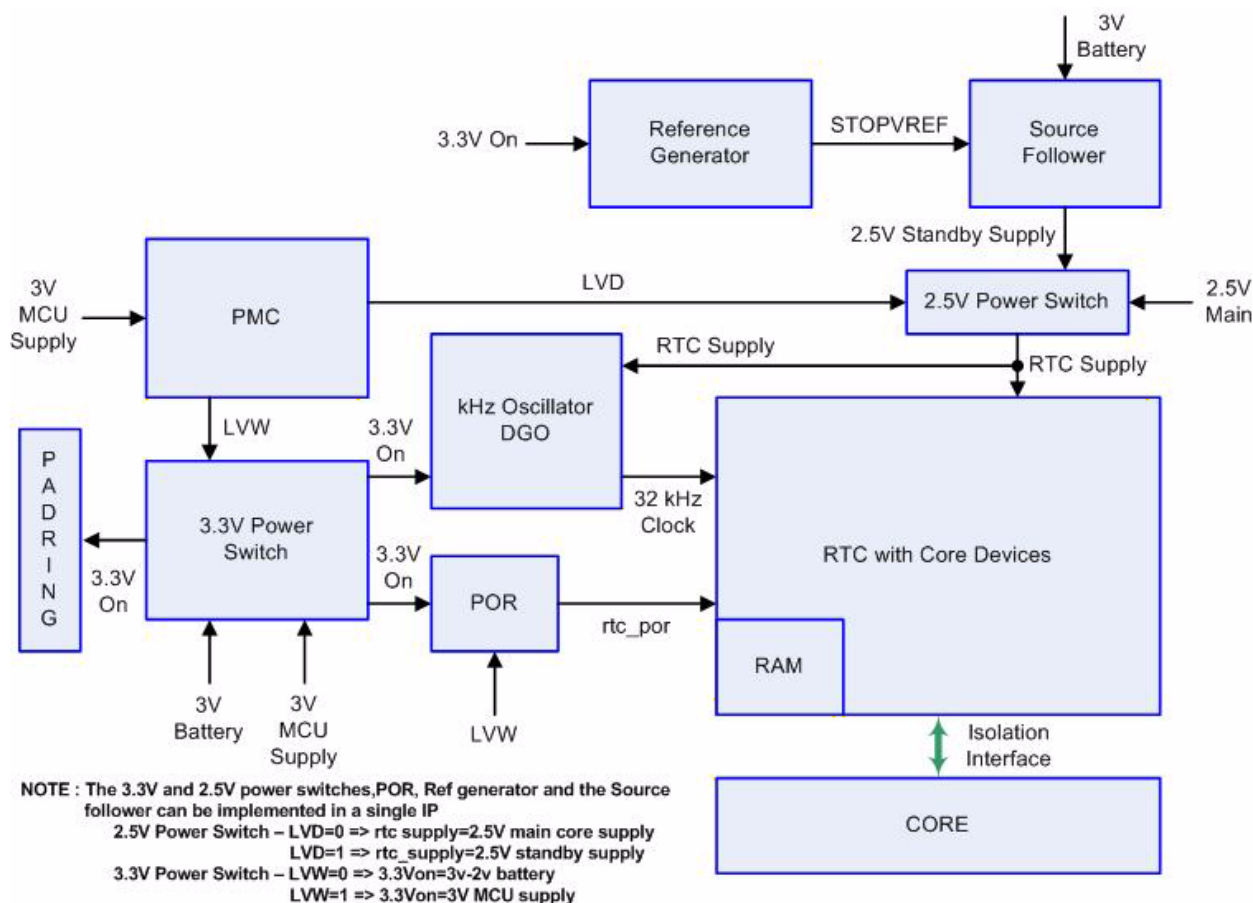 3V
Battery
Reference
Generator
STOPVREF
Source
Follower
3.3V On
2.5V Standby Supply
3V
MCU
Supply
PMC
LVD
2.5V Power Switch
2.5V
Main
RTC Supply
RTC Supply
kHz Oscillator
DGO
LVW
3.3V
On
P
A
D
R
I
N
G
3.3V Power
Switch
32 kHz
Clock
RTC with Core Devices
3.3V
On
3.3V
On
POR
rtc_por
RAM
3V
Battery
3V
MCU
Supply
LVW
Isolation
Interface
CORE
NOTE : The 3.3V and 2.5V power switches,POR, Ref generator and the Source
follower can be implemented in a single IP
2.5V Power Switch – LVD=0 => rtc supply=2.5V main core supply
LVD=1 => rtc_supply=2.5V standby supply
3.3V Power Switch – LVW=0 => 3.3Von=3v-2v battery
LVW=1 => 3.3Von=3V MCU supply